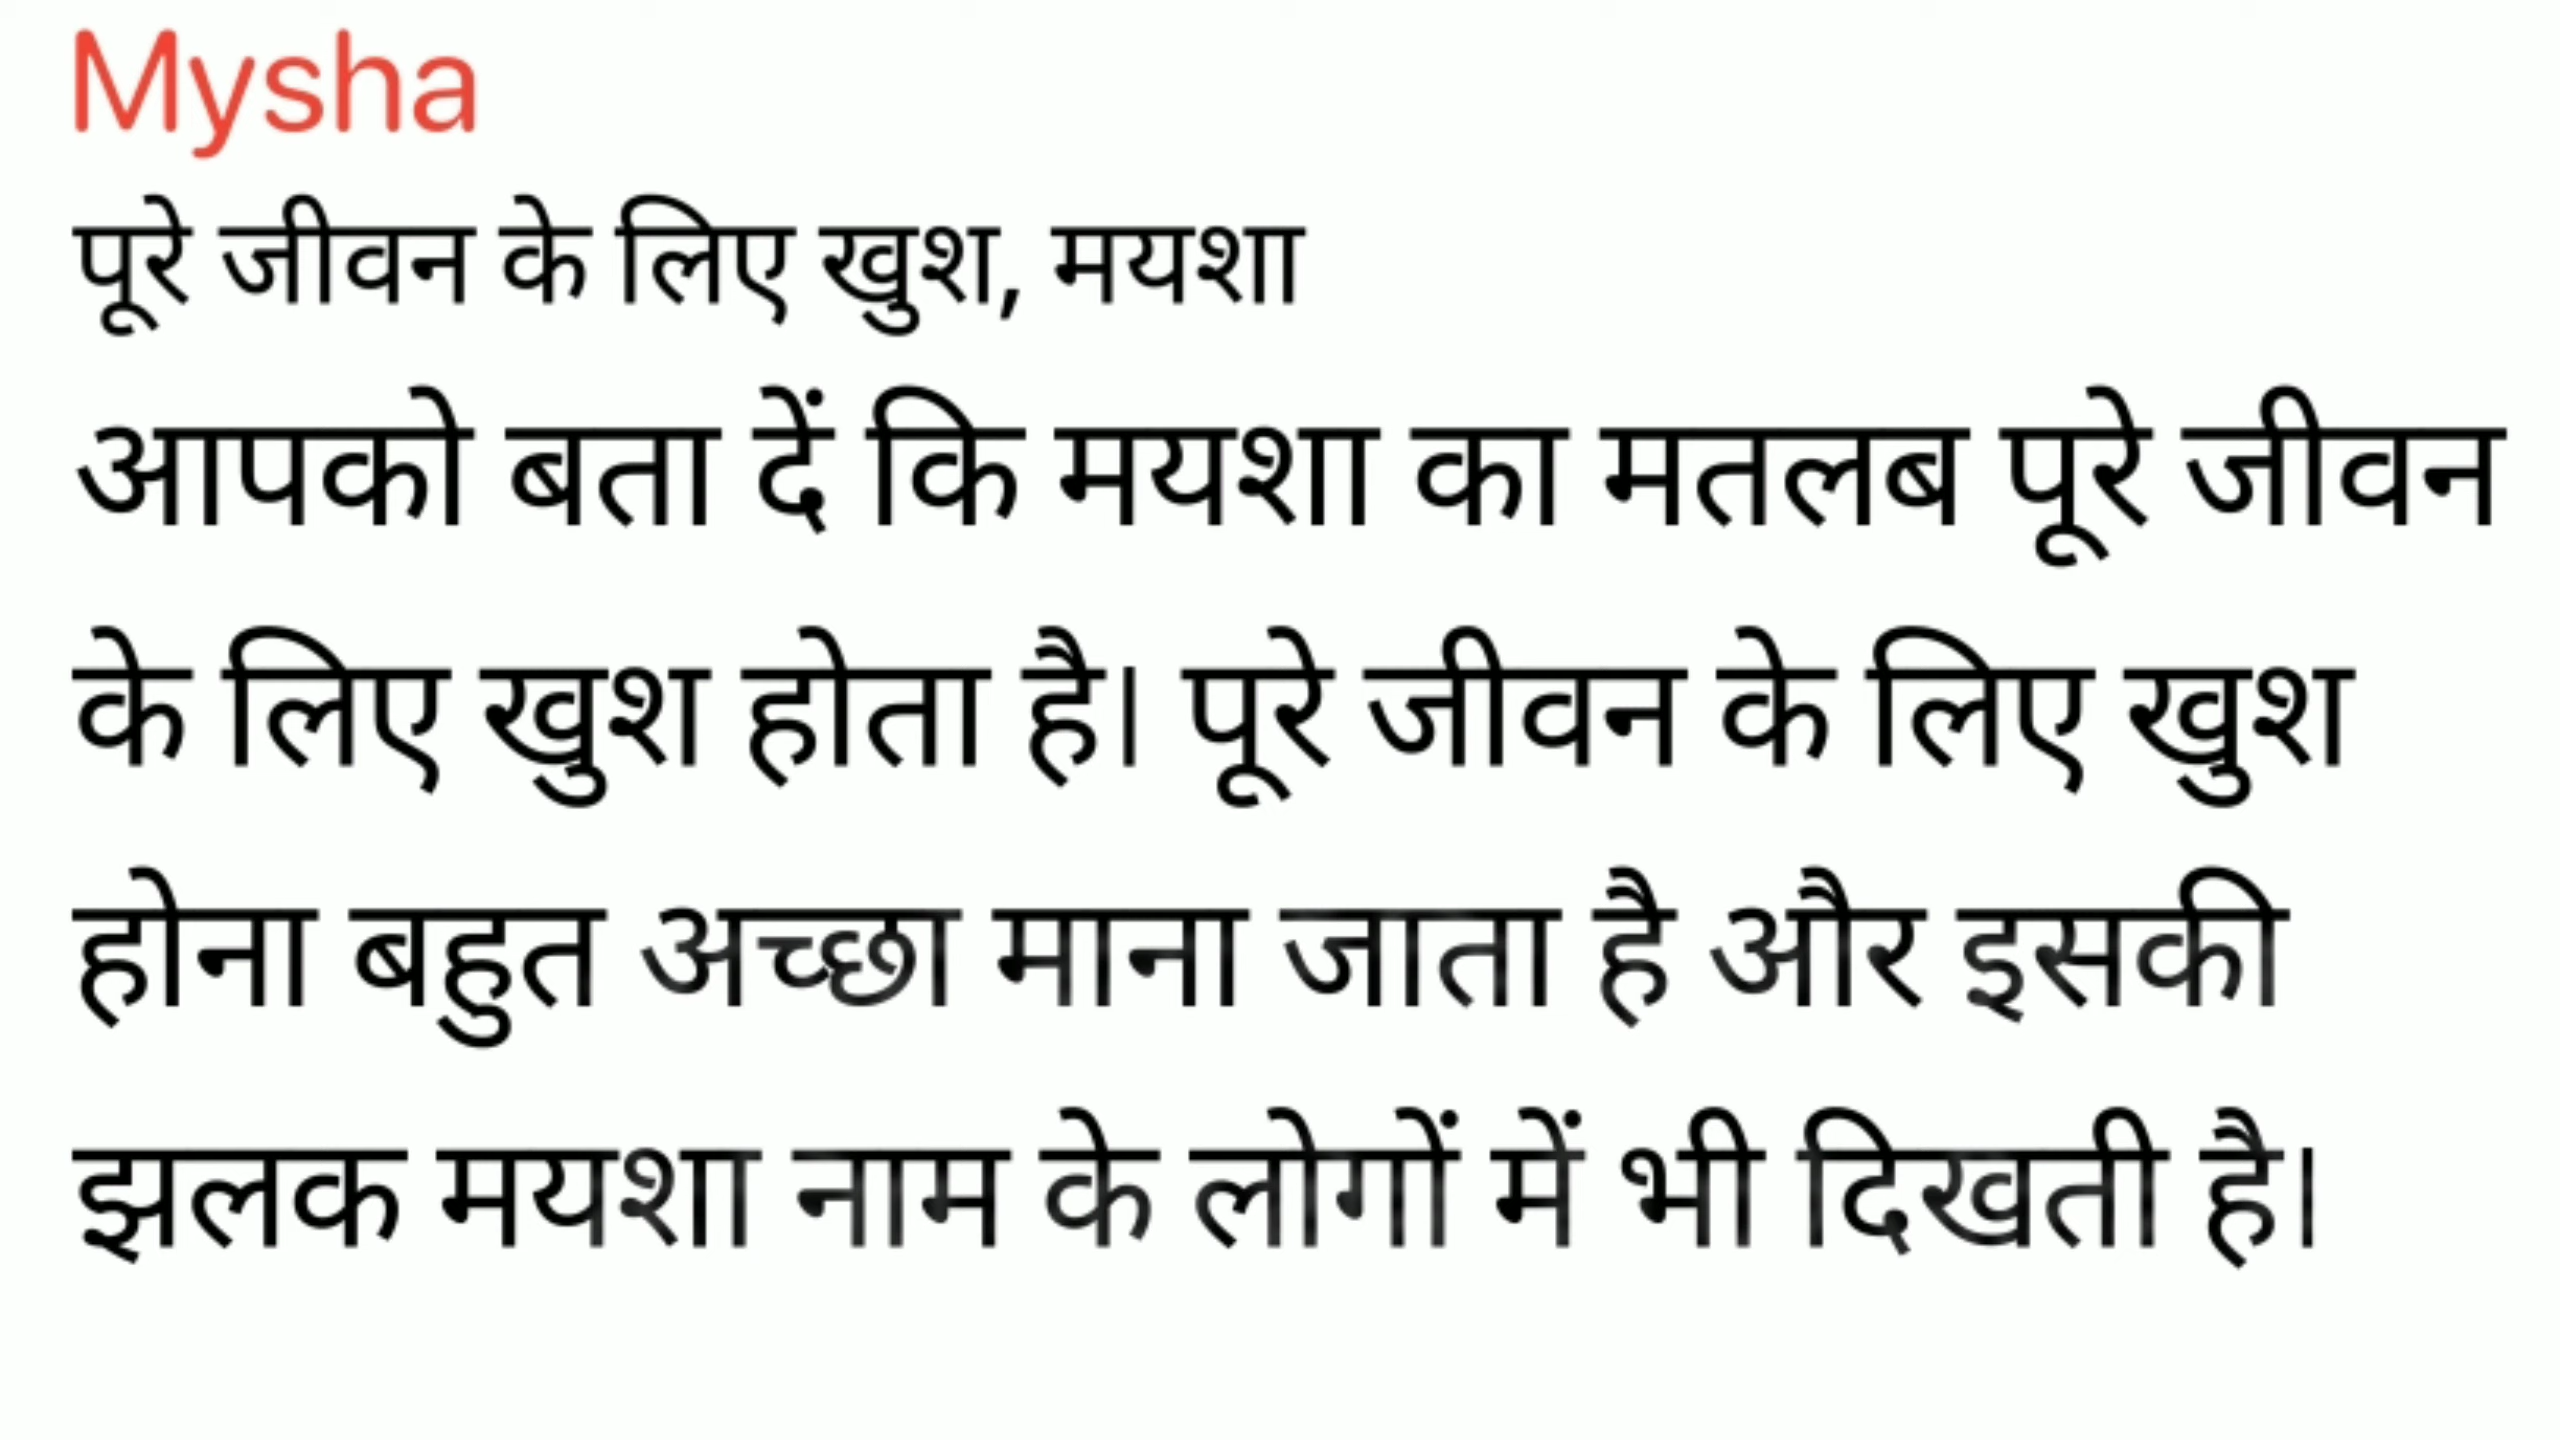 Mysha
पूरे जीवन के लिए खुश, मयशा
आपको बता दें कि मयशा का मतलब पूरे जीवन
के लिए खुश होता है। पूरे जीवन के लिए खुश
होना बहुत अच्छा माना जाता है और इसकी
झलक मयशा नाम के लोगों में भी दिखती है।